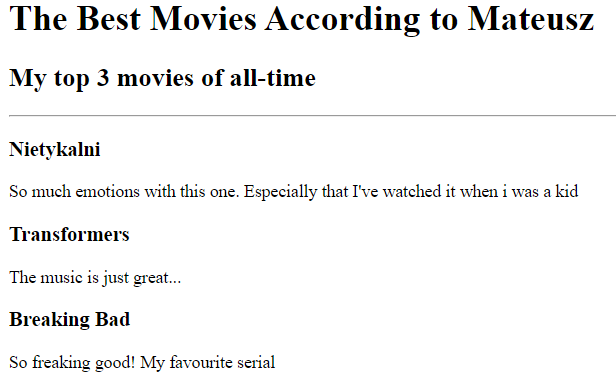 The Best Movies According to Mateusz
My top 3 movies of all-time
Nietykalni
So much emotions with this one. Especially that I've watched it when i was a kid
Transformers
The music is just great...
Breaking Bad
So freaking good! My favourite serial